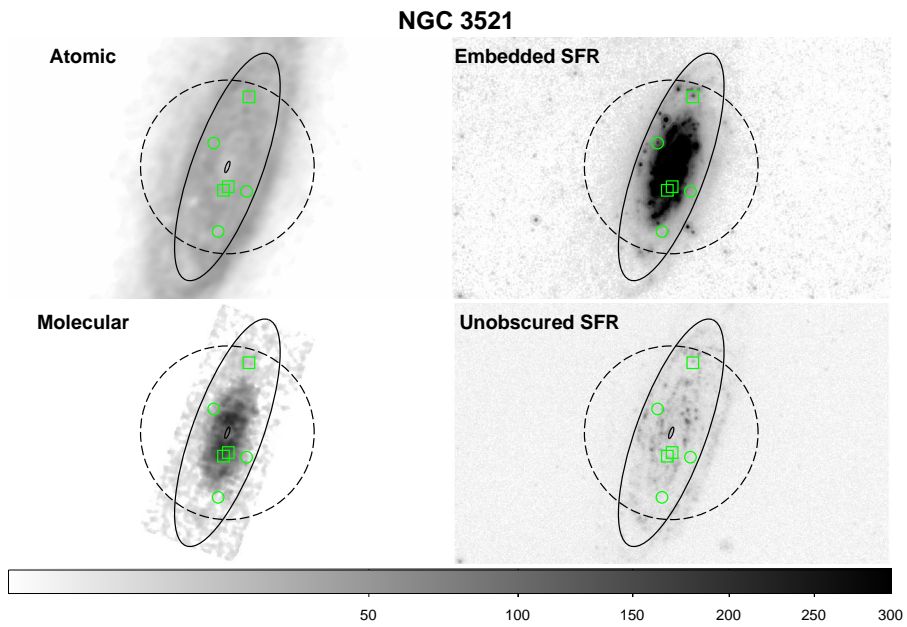 NGC 3521
Atomic
Embedded SFR
Molecular
Unobscured SFR
50 100 150 200 250 300